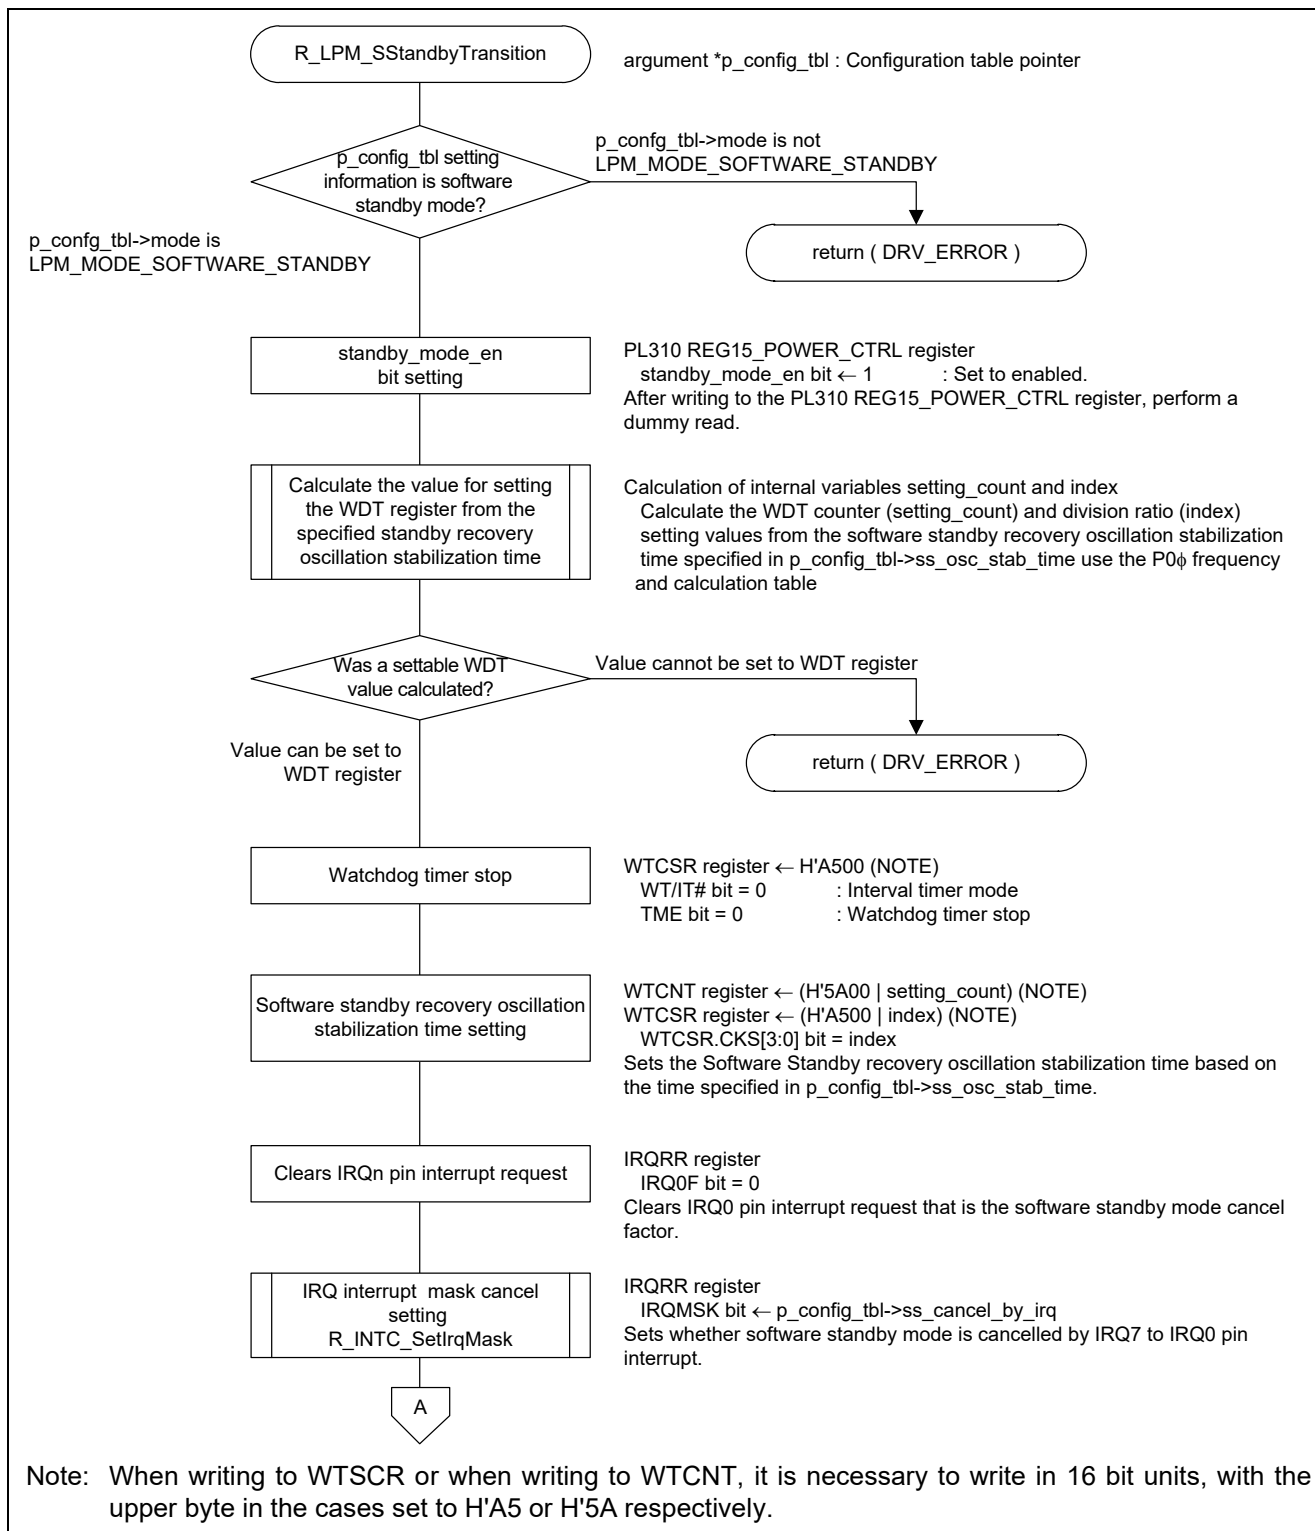 R_LPM_SStandbyTransition
argument *p_config_tbl : Configuration table pointer
p_config_tbl setting
information is software
standby mode?
p_confg_tbl->mode is not
LPM_MODE_SOFTWARE_STANDBY
p_confg_tbl->mode is
LPM_MODE_SOFTWARE_STANDBY
return ( DRV_ERROR )
standby_mode_en
bit setting
PL310 REG15_POWER_CTRL register
standby_mode_en bit ← 1 : Set to enabled.
After writing to the PL310 REG15_POWER_CTRL register, perform a
dummy read.
Calculate the value for setting
the WDT register from the
specified standby recovery
oscillation stabilization time
Calculation of internal variables setting_count and index
Calculate the WDT counter (setting_count) and division ratio (index)
setting values from the software standby recovery oscillation stabilization
time specified in p_config_tbl->ss_osc_stab_time use the P0ϕ frequency
and calculation table
Was a settable WDT
value calculated?
Value cannot be set to WDT register
Value can be set to
WDT register
return ( DRV_ERROR )
Watchdog timer stop
WTCSR register ← H'A500 (NOTE)
WT/IT# bit = 0 : Interval timer mode
TME bit = 0 : Watchdog timer stop
Software standby recovery oscillation
stabilization time setting
WTCNT register ← (H'5A00 | setting_count) (NOTE)
WTCSR register ← (H'A500 | index) (NOTE)
WTCSR.CKS[3:0] bit = index
Sets the Software Standby recovery oscillation stabilization time based on
the time specified in p_config_tbl->ss_osc_stab_time.
Clears IRQn pin interrupt request
IRQRR register
IRQ0F bit = 0
Clears IRQ0 pin interrupt request that is the software standby mode cancel
factor.
IRQ interrupt mask cancel
setting
R_INTC_SetIrqMask
IRQRR register
IRQMSK bit ← p_config_tbl->ss_cancel_by_irq
Sets whether software standby mode is cancelled by IRQ7 to IRQ0 pin
interrupt.
A
Note: When writing to WTSCR or when writing to WTCNT, it is necessary to write in 16 bit units, with the
upper byte in the cases set to H'A5 or H'5A respectively.